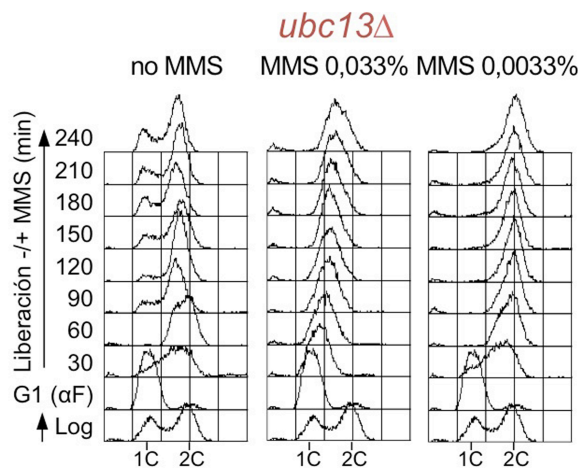 ubc13Δ
no MMS MMS 0,033% MMS 0,0033%
Liberación -/+ MMS (min)
240
210
180
150
120
90
60
30
G1 (αF)
Log
1C 2C 1C 2C 1C 2C